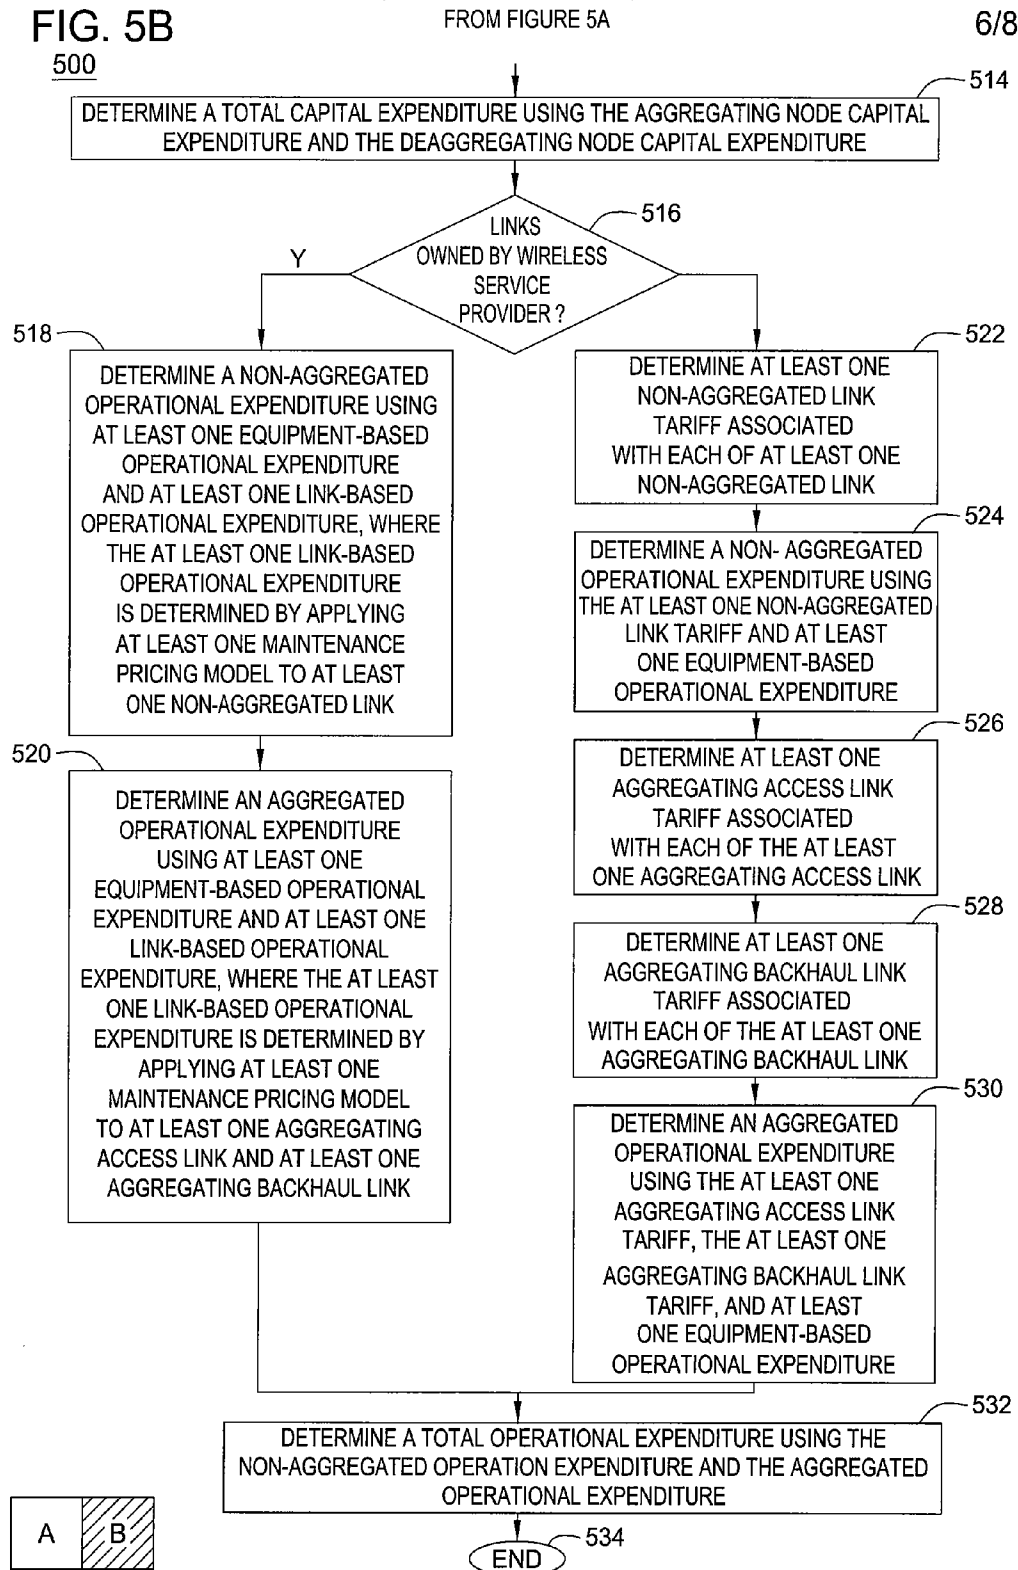 FIG. 5B
FROM FIGURE 5A
6/8
500
514
DETERMINE A TOTAL CAPITAL EXPENDITURE USING THE AGGREGATING NODE CAPITAL
EXPENDITURE AND THE DEAGGREGATING NODE CAPITAL EXPENDITURE
516
LINKS
OWNED BY WIRELESS
SERVICE
PROVIDER ?
Y
518
DETERMINE A NON-AGGREGATED
OPERATIONAL EXPENDITURE USING
AT LEAST ONE EQUIPMENT-BASED
OPERATIONAL EXPENDITURE
AND AT LEAST ONE LINK-BASED
OPERATIONAL EXPENDITURE, WHERE
THE AT LEAST ONE LINK-BASED
OPERATIONAL EXPENDITURE
IS DETERMINED BY APPLYING
AT LEAST ONE MAINTENANCE
PRICING MODEL TO AT LEAST
ONE NON-AGGREGATED LINK
520
DETERMINE AN AGGREGATED
OPERATIONAL EXPENDITURE
USING AT LEAST ONE
EQUIPMENT-BASED OPERATIONAL
EXPENDITURE AND AT LEAST ONE
LINK-BASED OPERATIONAL
EXPENDITURE, WHERE THE AT LEAST
ONE LINK-BASED OPERATIONAL
EXPENDITURE IS DETERMINED BY
APPLYING AT LEAST ONE
MAINTENANCE PRICING MODEL
TO AT LEAST ONE AGGREGATING
ACCESS LINK AND AT LEAST ONE
AGGREGATING BACKHAUL LINK
522
DETERMINE AT LEAST ONE
NON-AGGREGATED LINK
TARIFF ASSOCIATED
WITH EACH OF AT LEAST ONE
NON-AGGREGATED LINK
524
DETERMINE A NON- AGGREGATED
OPERATIONAL EXPENDITURE USING
THE AT LEAST ONE NON-AGGREGATED
LINK TARIFF AND AT LEAST
ONE EQUIPMENT-BASED
OPERATIONAL EXPENDITURE
526
DETERMINE AT LEAST ONE
AGGREGATING ACCESS LINK
TARIFF ASSOCIATED
WITH EACH OF THE AT LEAST
ONE AGGREGATING ACCESS LINK
528
DETERMINE AT LEAST ONE
AGGREGATING BACKHAUL LINK
TARIFF ASSOCIATED
WITH EACH OF THE AT LEAST ONE
AGGREGATING BACKHAUL LINK
530
DETERMINE AN AGGREGATED
OPERATIONAL EXPENDITURE
USING THE AT LEAST ONE
AGGREGATING ACCESS LINK
TARIFF, THE AT LEAST ONE
AGGREGATING BACKHAUL LINK
TARIFF, AND AT LEAST
ONE EQUIPMENT-BASED
OPERATIONAL EXPENDITURE
532
DETERMINE A TOTAL OPERATIONAL EXPENDITURE USING THE
NON-AGGREGATED OPERATION EXPENDITURE AND THE AGGREGATED
OPERATIONAL EXPENDITURE
A
B
534
END